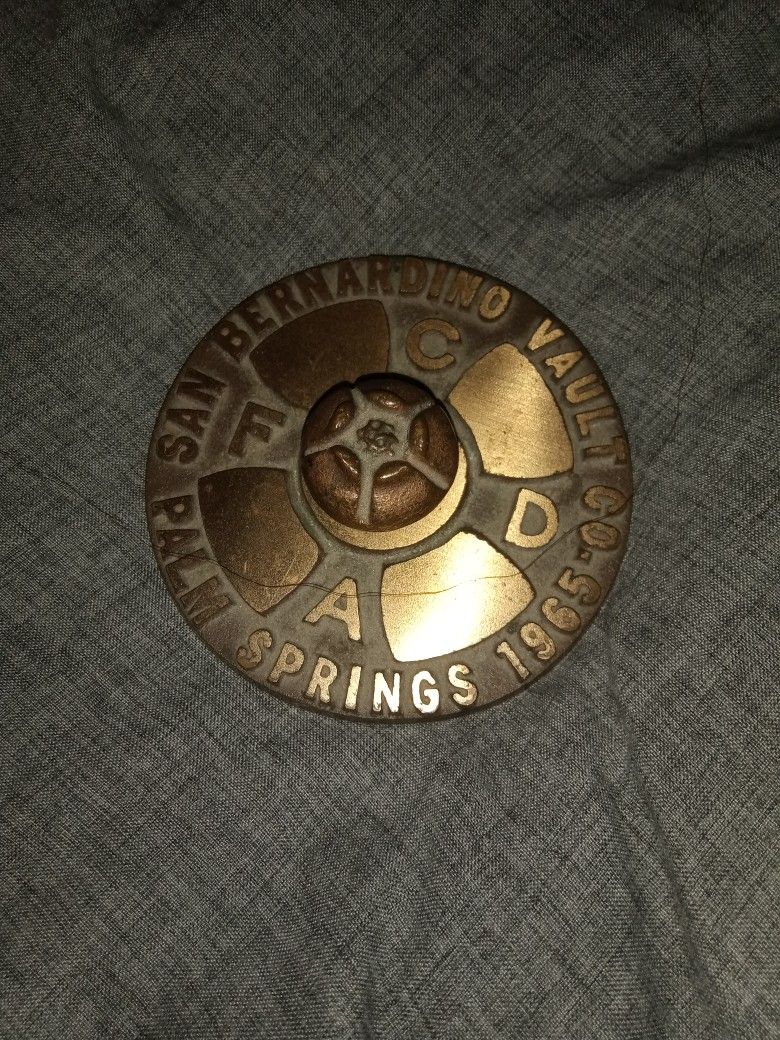 SAN BERNARDINO VAULT CO.
PALM SPRINGS 1965
C F D A